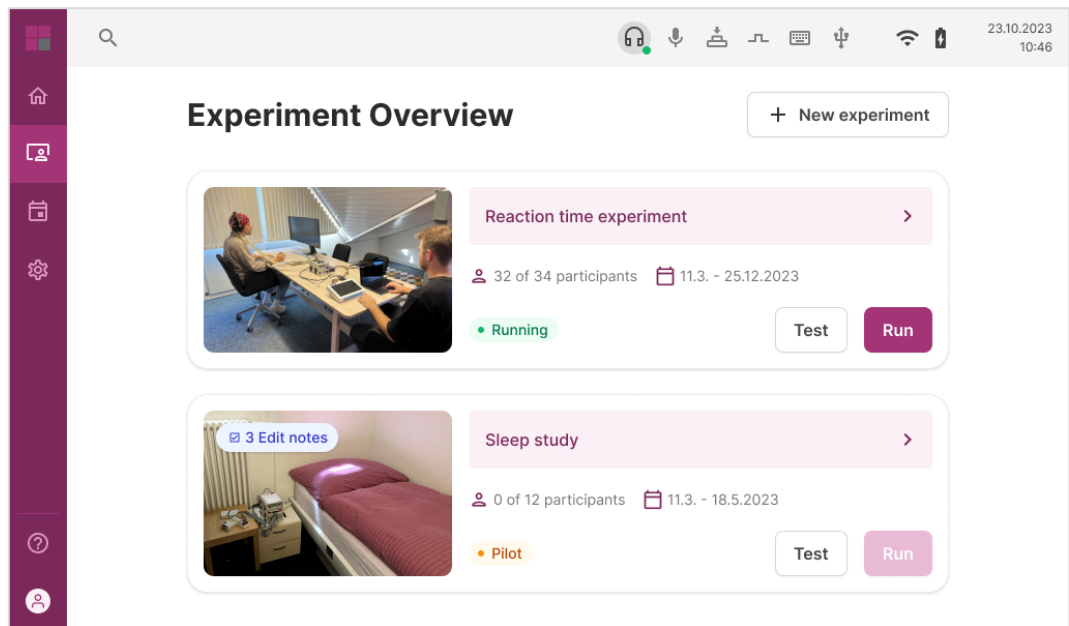 23.10.2023
10:46
Experiment Overview
+ New experiment
Reaction time experiment
32 of 34 participants
11.3. - 25.12.2023
Running
Test
Run
3 Edit notes
Sleep study
0 of 12 participants
11.3. - 18.5.2023
Pilot
Test
Run